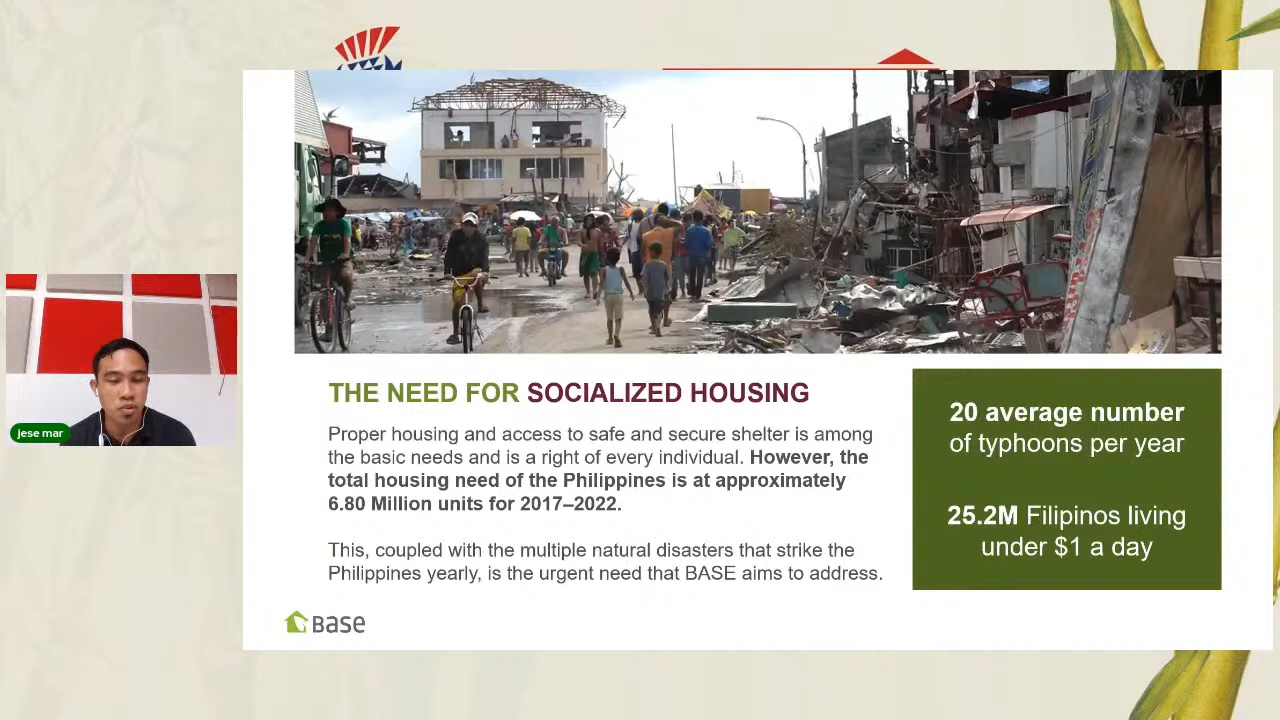 jese mar
THE NEED FOR SOCIALIZED HOUSING
Proper housing and access to safe and secure shelter is among
the basic needs and is a right of every individual. However, the
total housing need of the Philippines is at approximately
6.80 Million units for 2017–2022.
This, coupled with the multiple natural disasters that strike the
Philippines yearly, is the urgent need that BASE aims to address.
20 average number
of typhoons per year
25.2M Filipinos living
under $1 a day
BASE